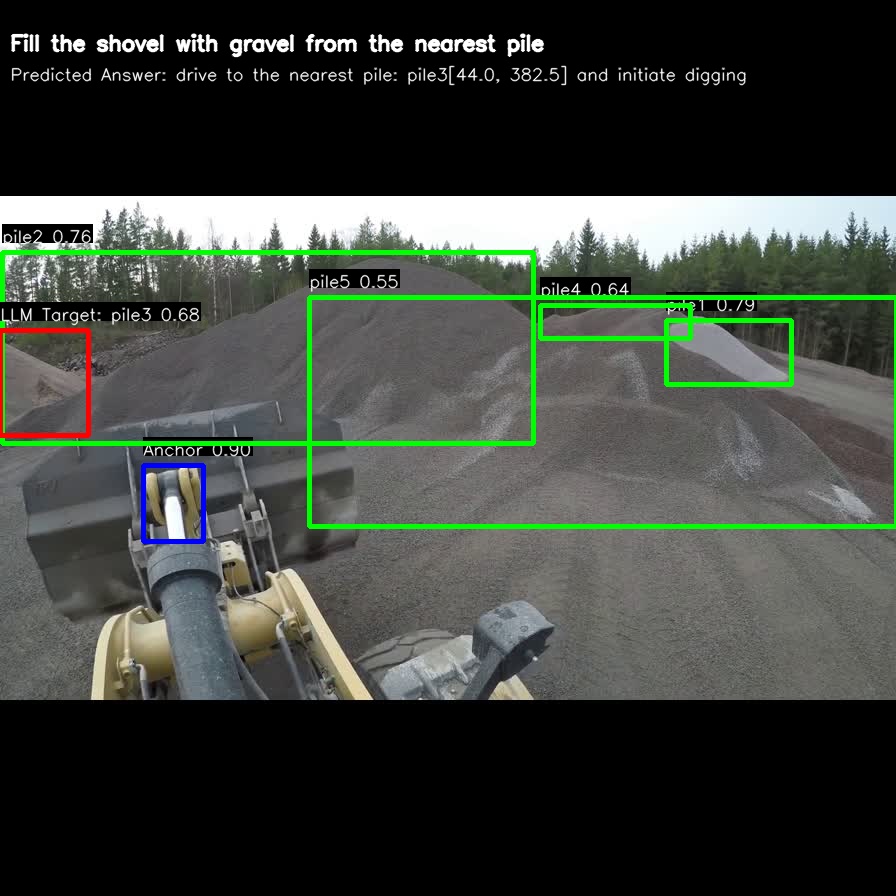 Fill the shovel with gravel from the nearest pile
Predicted Answer: drive to the nearest pile: pile3[44.0, 382.5] and initiate digging
pile2 0.76
pile5 0.55
pile4 0.64
pile1 0.79
LLM Target: pile3 0.68
Anchor 0.90